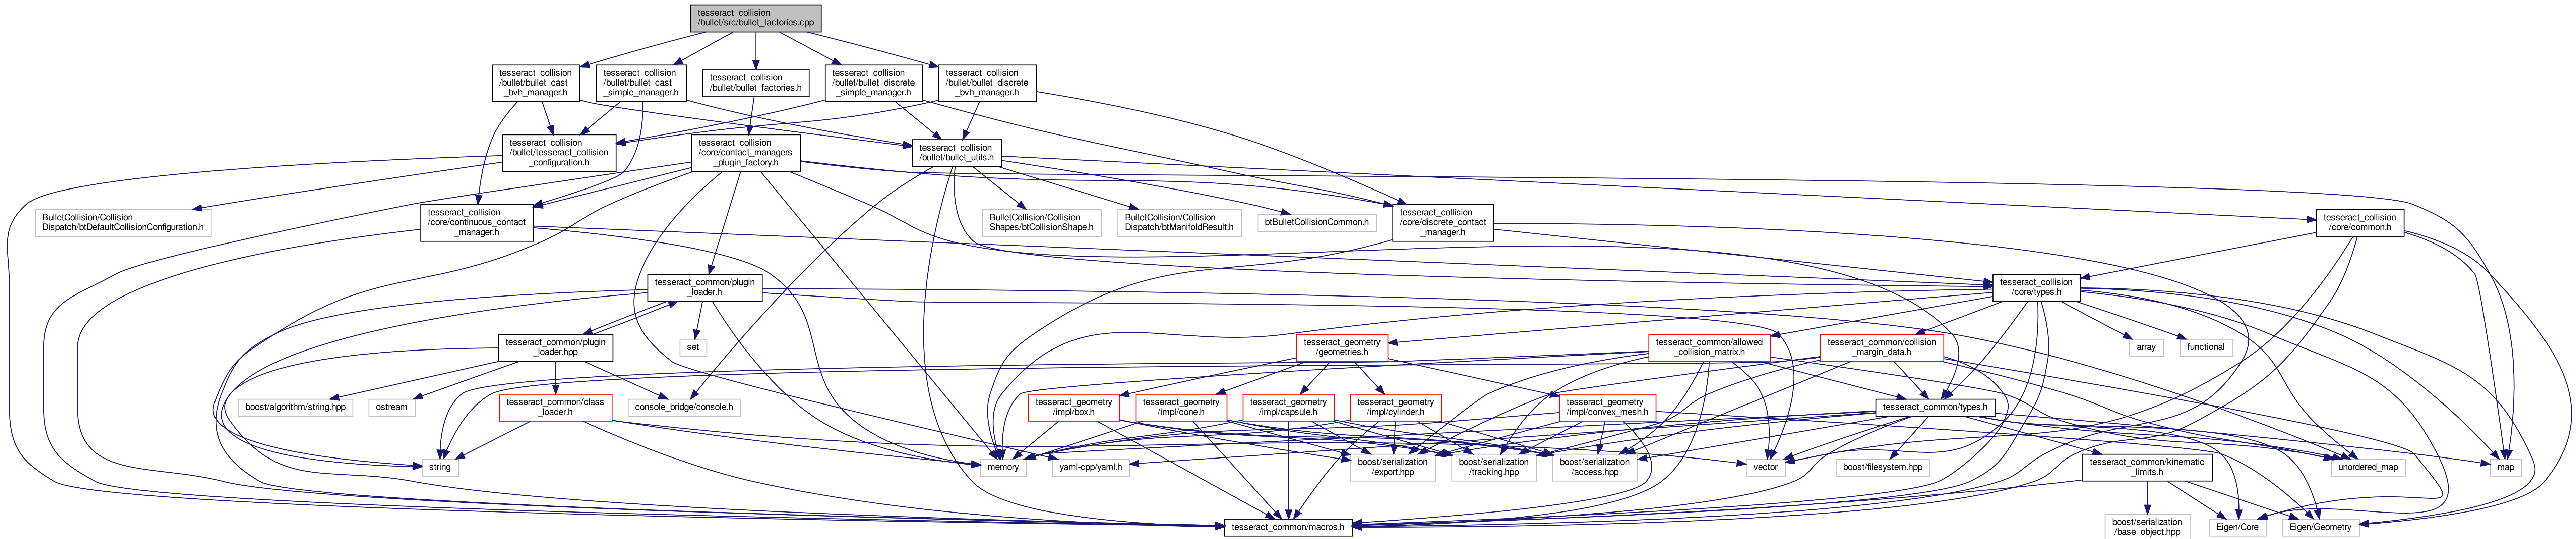 tesseract_collision
/bullet/src/bullet_factories.cpp
tesseract_collision
/bullet/bullet_cast
_bvh_manager.h
tesseract_collision
/bullet/bullet_cast
_simple_manager.h
tesseract_collision
/bullet/bullet_factories.h
tesseract_collision
/bullet/bullet_discrete
_simple_manager.h
tesseract_collision
/bullet/bullet_discrete
_bvh_manager.h
tesseract_collision
/bullet/tesseract_collision
_configuration.h
tesseract_collision
/core/contact_managers
_plugin_factory.h
tesseract_collision
/bullet/bullet_utils.h
BulletCollision/Collision
Dispatch/btDefaultCollisionConfiguration.h
tesseract_collision
/core/continuous_contact
_manager.h
BulletCollision/Collision
Shapes/btCollisionShape.h
BulletCollision/Collision
Dispatch/btManifoldResult.h
btBulletCollisionCommon.h
tesseract_collision
/core/discrete_contact
_manager.h
tesseract_collision
/core/common.h
tesseract_common/plugin
_loader.h
tesseract_collision
/core/types.h
tesseract_common/plugin
_loader.hpp
set
tesseract_geometry
/geometries.h
tesseract_common/allowed
_collision_matrix.h
tesseract_common/collision
_margin_data.h
array
functional
boost/algorithm/string.hpp
ostream
tesseract_common/class
_loader.h
console_bridge/console.h
tesseract_geometry
/impl/box.h
tesseract_geometry
/impl/cone.h
tesseract_geometry
/impl/capsule.h
tesseract_geometry
/impl/cylinder.h
tesseract_geometry
/impl/convex_mesh.h
tesseract_common/types.h
string
memory
yaml-cpp/yaml.h
boost/serialization
/export.hpp
boost/serialization
/tracking.hpp
boost/serialization
/access.hpp
vector
boost/filesystem.hpp
tesseract_common/kinematic
_limits.h
unordered_map
map
tesseract_common/macros.h
boost/serialization
/base_object.hpp
Eigen/Core
Eigen/Geometry